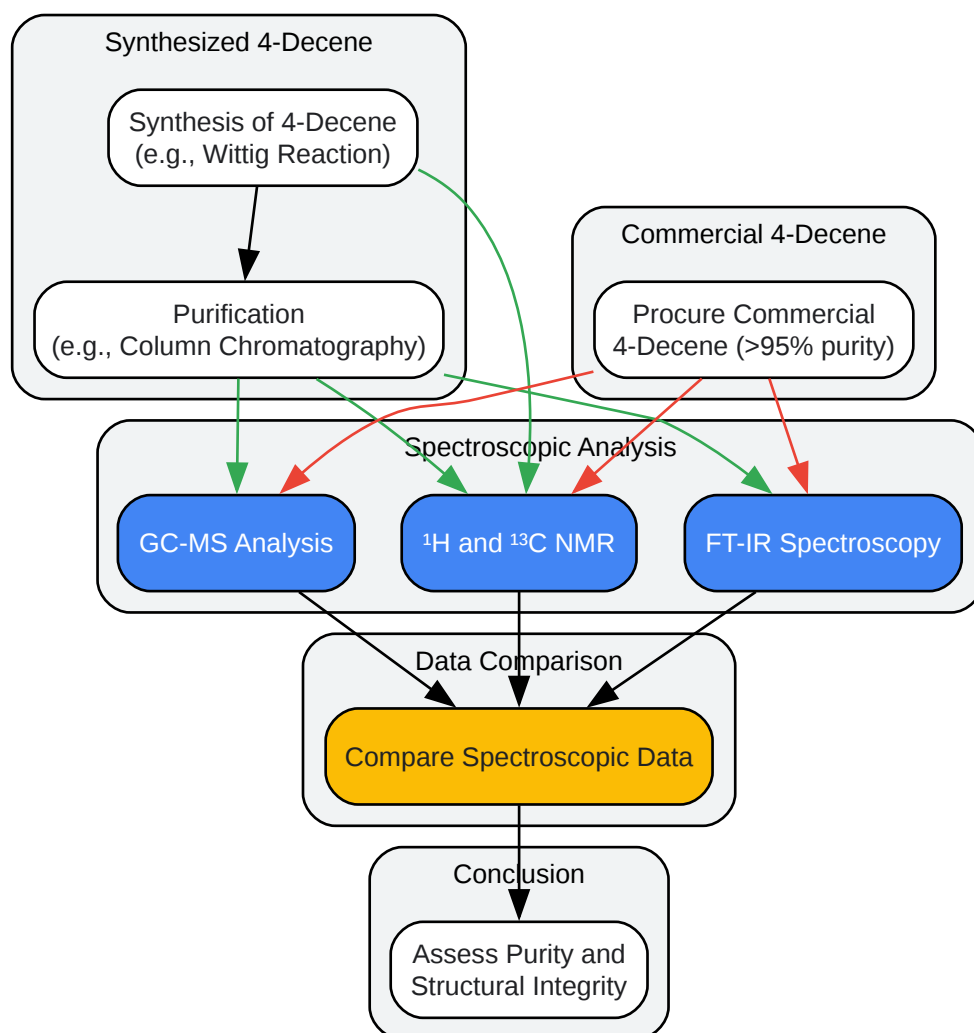 Synthesized 4-Decene
Synthesis of 4-Decene
(e.g., Wittig Reaction)
Purification
(e.g., Column Chromatography)
Commercial 4-Decene
Procure Commercial
4-Decene (>95% purity)
Spectroscopic Analysis
GC-MS Analysis
¹H and ¹³C NMR
FT-IR Spectroscopy
Data Comparison
Compare Spectroscopic Data
Conclusion
Assess Purity and
Structural Integrity